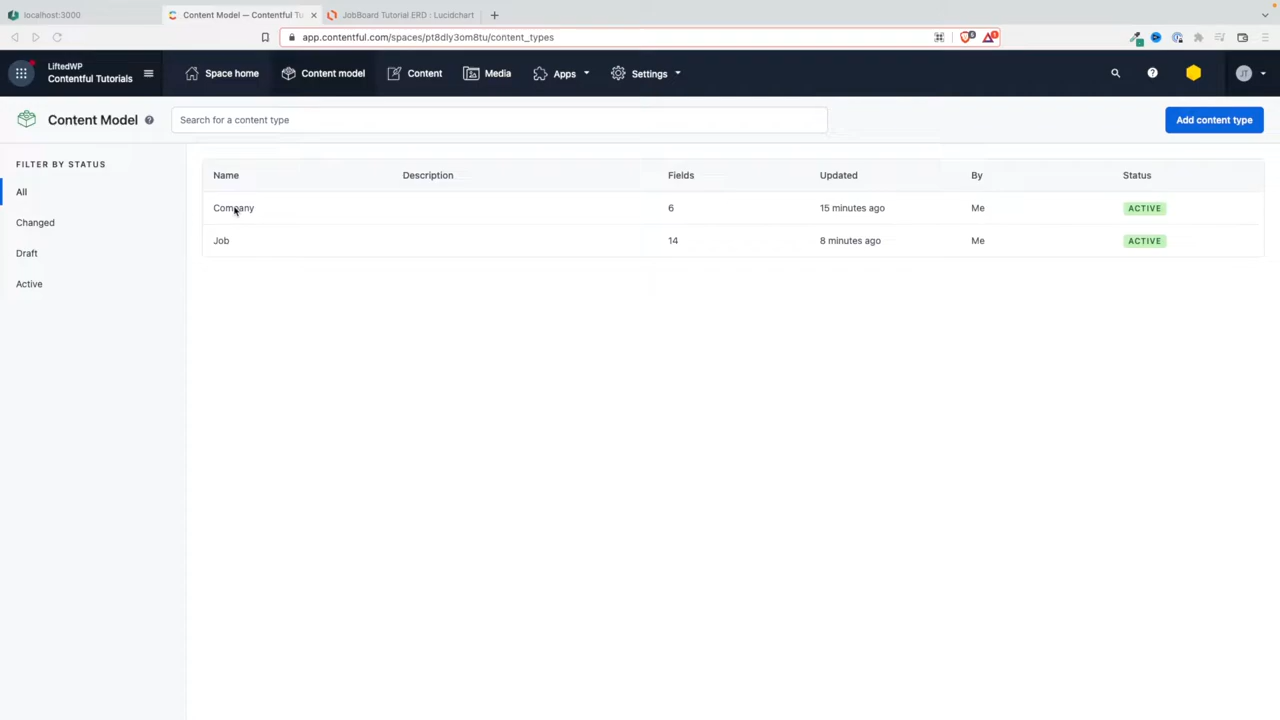 localhost:3000
Content Model — Contentful Tu
JobBoard Tutorial ERD : Lucidchart
app.contentful.com/spaces/pt8dly3om8tu/content_types
LiftedWP
Contentful Tutorials
Space home
Content model
Content
Media
Apps
Settings
JT
Content Model
Search for a content type
Add content type
FILTER BY STATUS
All
Changed
Draft
Active
Name Description Fields Updated By Status
Company 6 15 minutes ago Me ACTIVE
Job 14 8 minutes ago Me ACTIVE